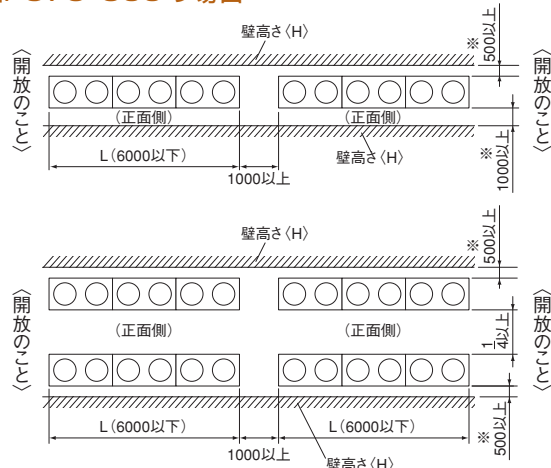 壁高さ〈H〉
※
500以上
〈開放のこと〉
〈開放のこと〉
(正面側)
(正面側)
L(6000以下)
壁高さ〈H〉
1000以上
※
1000以上
壁高さ〈H〉
※
500以上
〈開放のこと〉
〈開放のこと〉
(正面側)
(正面側)
1/4以上
L(6000以下)
L(6000以下)
1000以上
※
500以上
壁高さ〈H〉